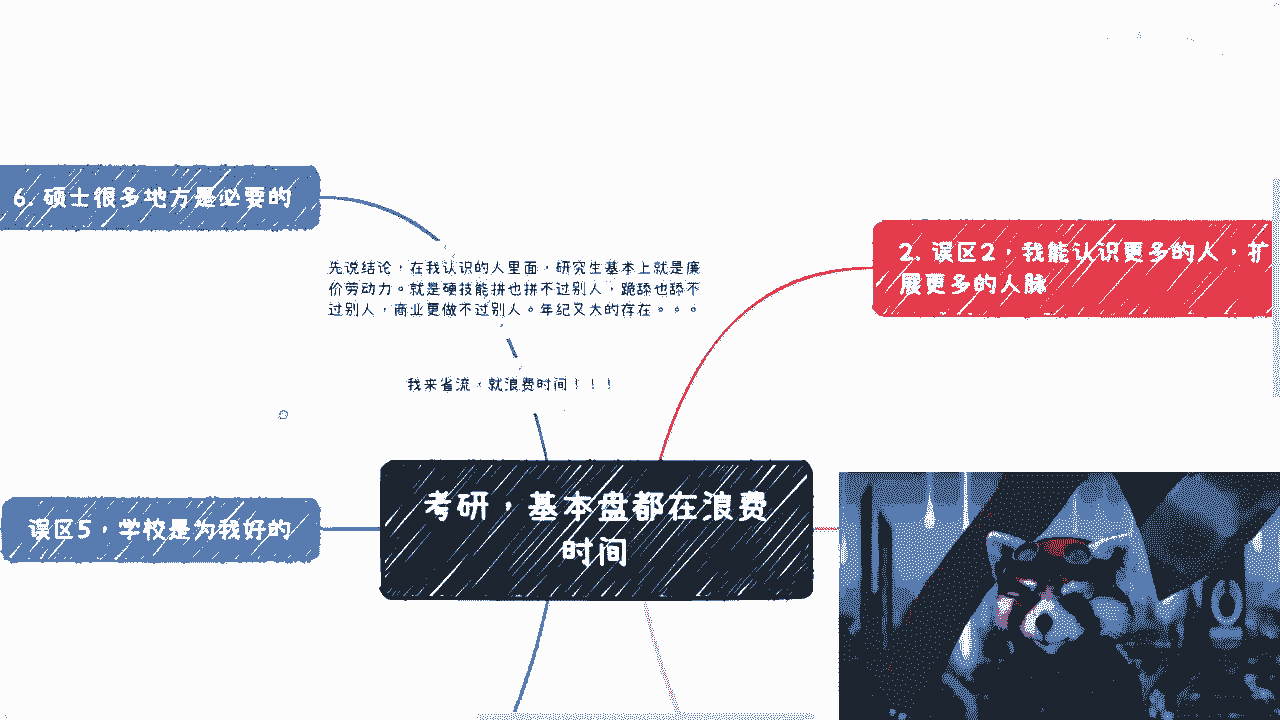 6. 硕士很多地方是必要的
2. 误区2，我能认识更多的人，扩
展更多的人脉
先说结论，在我认识的人里面，研究生基本上就是廉
价劳动力。就是硬技能拼也拼不过别人，跪舔也舔不
过别人，商业更做不过别人。年纪又大的存在。。。
我来省流，就浪费时间！！！
误区5，学校是为我好的
考研，基本盘都在浪费
时间